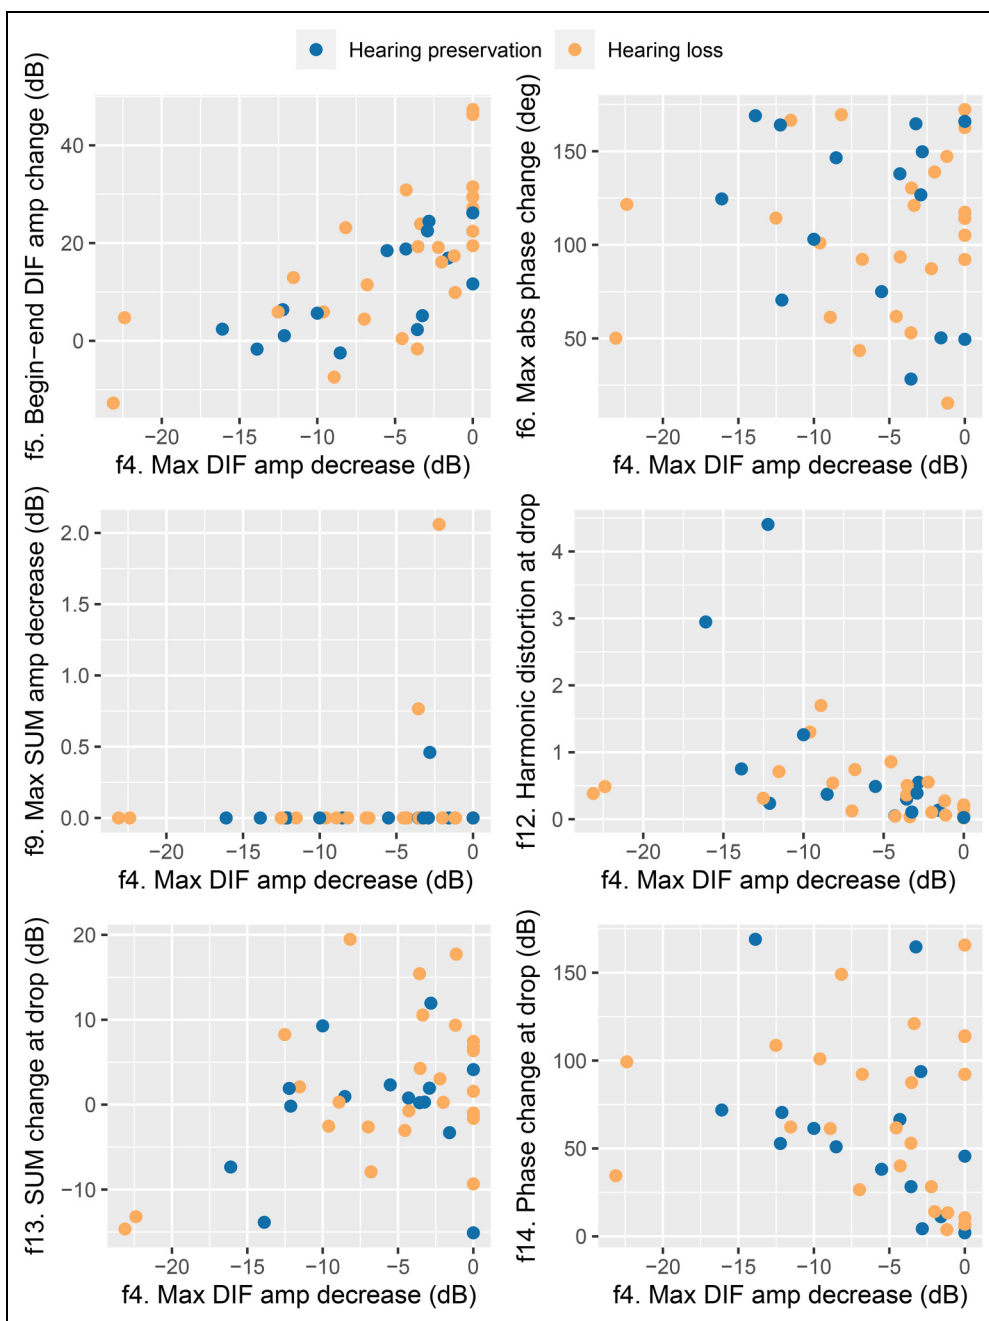 Hearing preservation Hearing loss
f5. Begin−end DIF amp change (dB)
40
20
0
−20 −15 −10 −5 0
f4. Max DIF amp decrease (dB)
f6. Max abs phase change (deg)
150
100
50
−20 −15 −10 −5 0
f4. Max DIF amp decrease (dB)
f9. Max SUM amp decrease (dB)
2.0
1.5
1.0
0.5
0.0
−20 −15 −10 −5 0
f4. Max DIF amp decrease (dB)
f12. Harmonic distortion at drop
4
3
2
1
0
−20 −15 −10 −5 0
f4. Max DIF amp decrease (dB)
f13. SUM change at drop (dB)
20
10
0
−10
−20 −15 −10 −5 0
f4. Max DIF amp decrease (dB)
f14. Phase change at drop (dB)
150
100
50
0
−20 −15 −10 −5 0
f4. Max DIF amp decrease (dB)